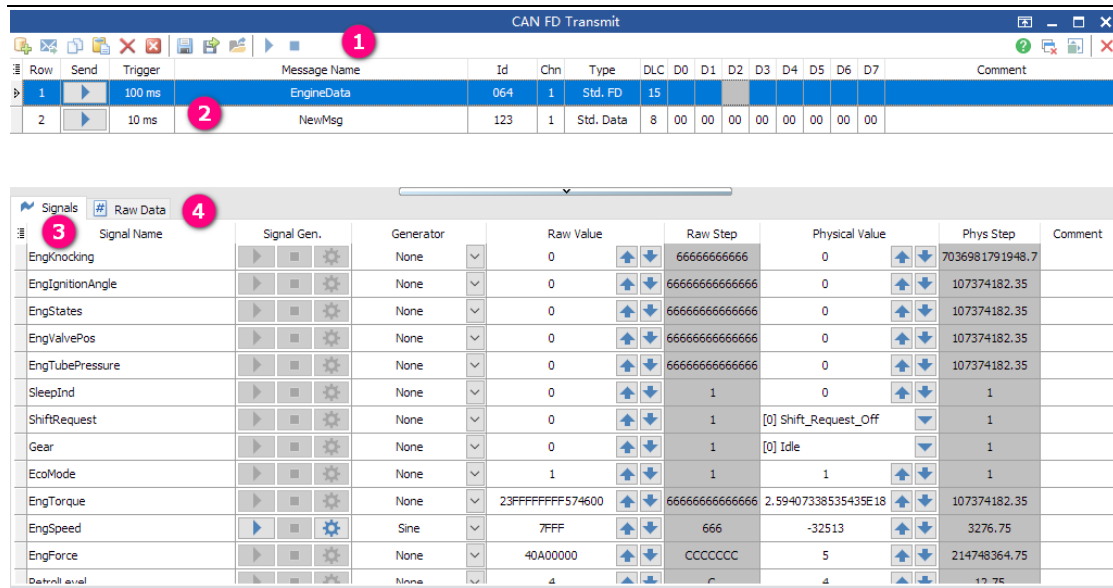 CAN FD Transmit
1
Row Send Trigger Message Name Id Chn Type DLC D0 D1 D2 D3 D4 D5 D6 D7 Comment
1 100 ms EngineData 064 1 Std. FD 15
2
2 10 ms NewMsg 123 1 Std. Data 8 00 00 00 00 00 00 00 00
Signals # Raw Data 4
3 Signal Name Signal Gen. Generator Raw Value Raw Step Physical Value Phys Step Comment
EngKnocking None 0 66666666666 0 7036981791948.7
EngIgnitionAngle None 0 66666666666666 0 107374182.35
EngStates None 0 66666666666666 0 107374182.35
EngValvePos None 0 66666666666666 0 107374182.35
EngTubePressure None 0 66666666666666 0 107374182.35
SleepInd None 0 1 0 1
ShiftRequest None 0 1 [0] Shift_Request_Off 1
Gear None 0 1 [0] Idle 1
EcoMode None 1 1 1 1
EngTorque None 23FFFFFFFF574600 66666666666666 2.59407338535435E18 107374182.35
EngSpeed Sine 7FFF 666 -32513 3276.75
EngForce None 40A00000 CCCCCCC 5 214748364.75
PetrolLevel None 4 C 4 12.75